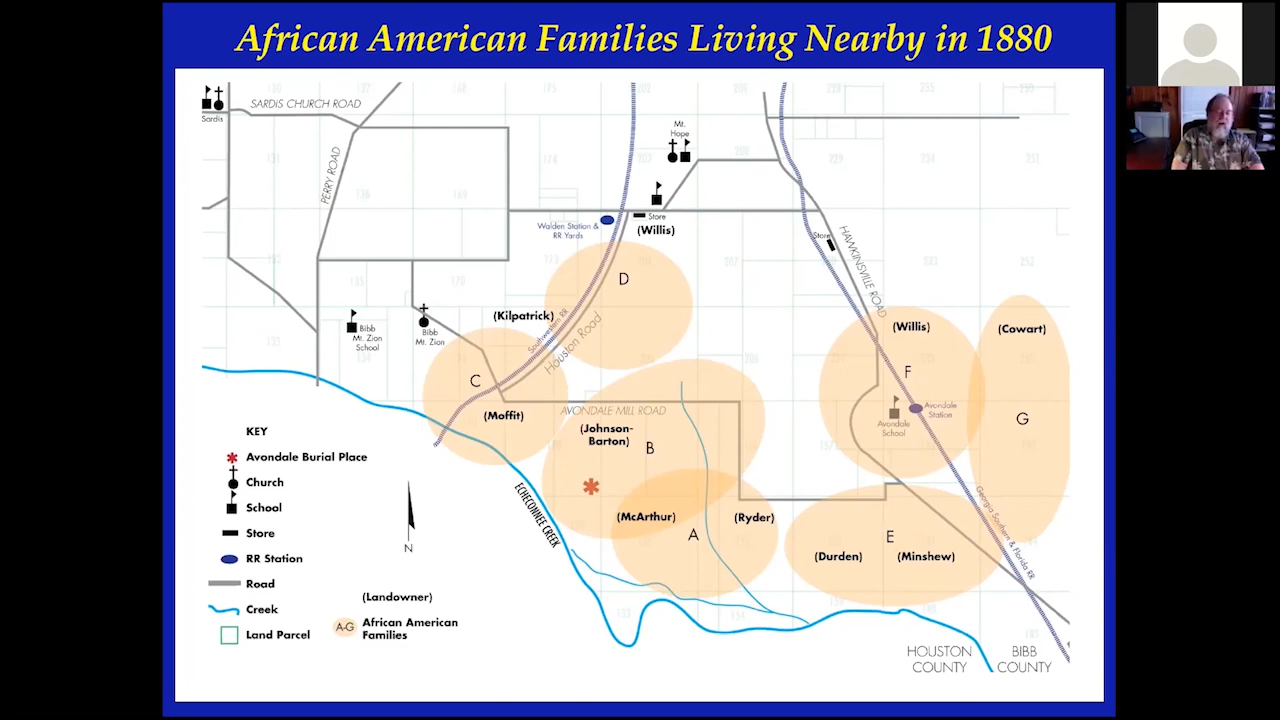 African American Families Living Nearby in 1880
SARDIS CHURCH ROAD
Sardis
PERRY ROAD
Mt.
Hope
Store
(Willis)
Walden Station &
RR Yards
Store
HAWKINSVILLE ROAD
D
(Kilpatrick)
Southwestern RR
Houston Road
Bibb
Mt. Zion
School
Bibb
Mt. Zion
(Willis)
(Cowart)
F
C
(Moffit)
AVONDALE MILL ROAD
Avondale
Station
Avondale
School
G
(Johnson-
Barton)
B
KEY
Avondale Burial Place
Church
School
Store
RR Station
Road
Creek
Land Parcel
N
(Landowner)
A-G
African American
Families
ECHECONNEE CREEK
(McArthur)
A
(Ryder)
E
(Durden)
(Minshew)
Georgia Southern & Florida RR
HOUSTON
COUNTY
BIBB
COUNTY